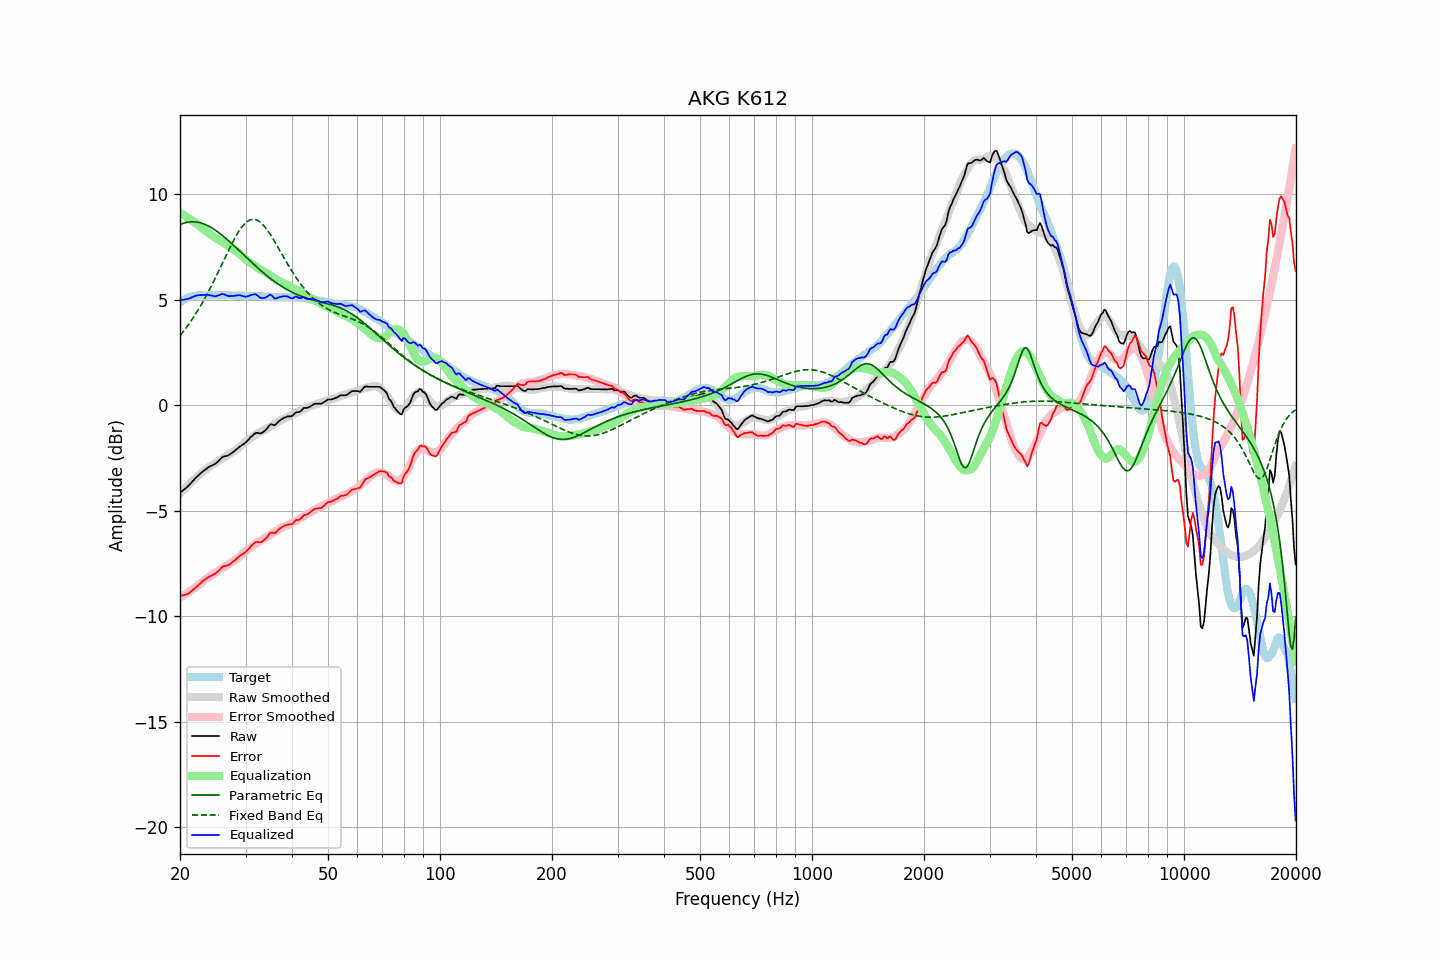 AKG K612
Amplitude (dBr)
10
5
0
−5
−10
−15
−20
Target
Raw Smoothed
Error Smoothed
Raw
Error
Equalization
Parametric Eq
Fixed Band Eq
Equalized
20 50 100 200 500 1000 2000 5000 10000 20000
Frequency (Hz)